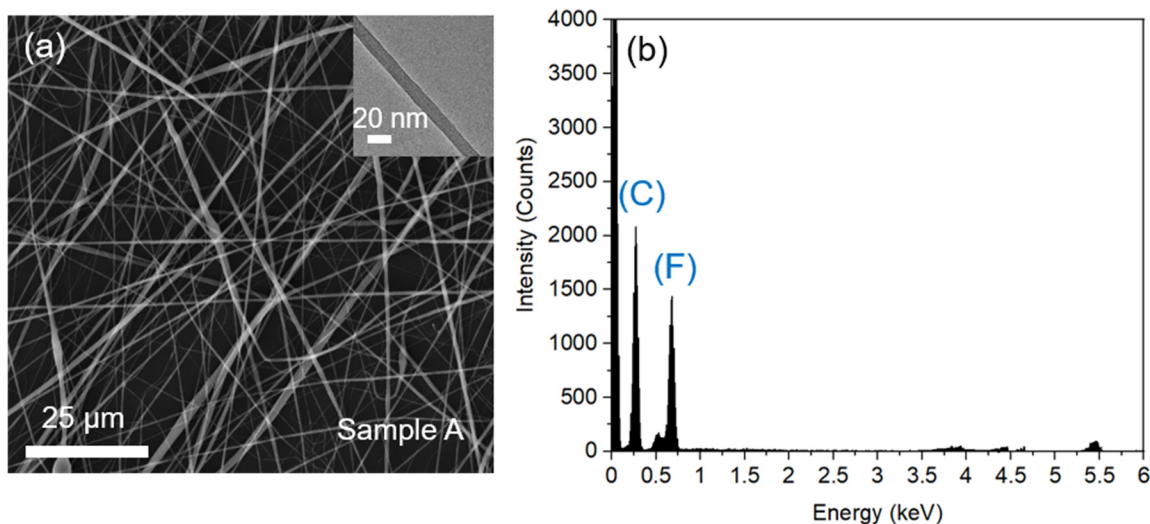 (a)
20 nm
25 μm
Sample A
(b)
(C)
(F)
Intensity (Counts)
4000
3500
3000
2500
2000
1500
1000
500
0
0 0.5 1 1.5 2 2.5 3 3.5 4 4.5 5 5.5 6
Energy (keV)